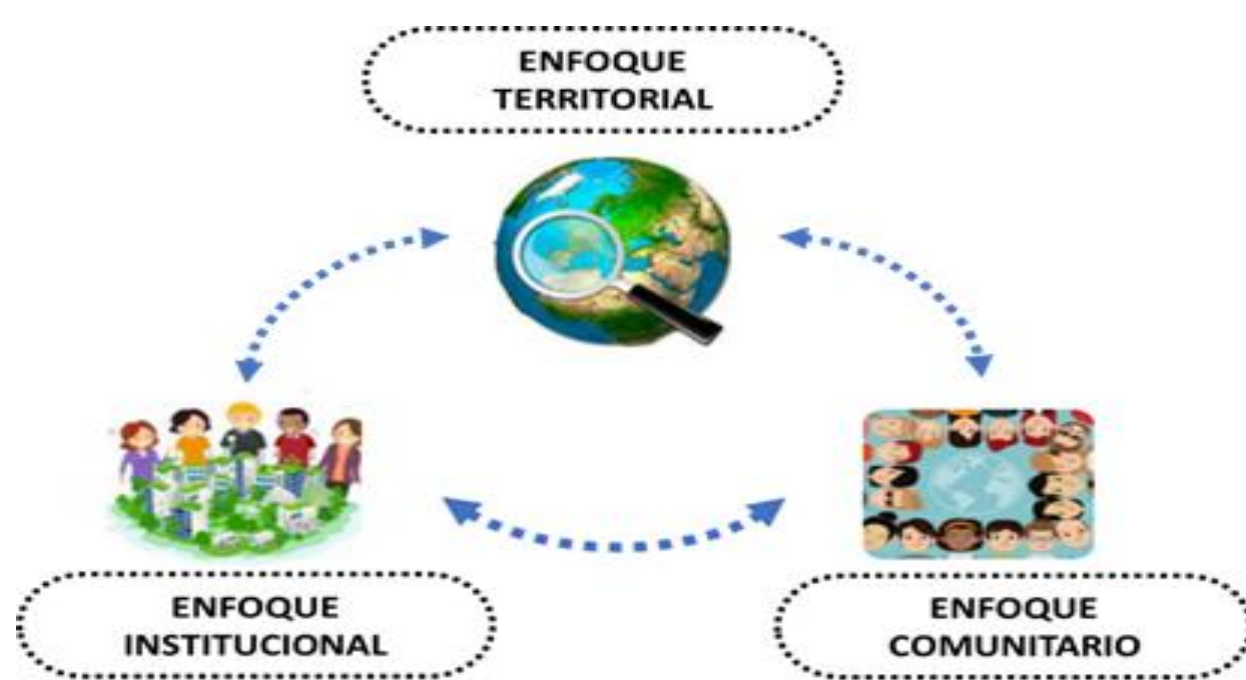 ENFOQUE
TERRITORIAL
ENFOQUE
INSTITUCIONAL
ENFOQUE
COMUNITARIO